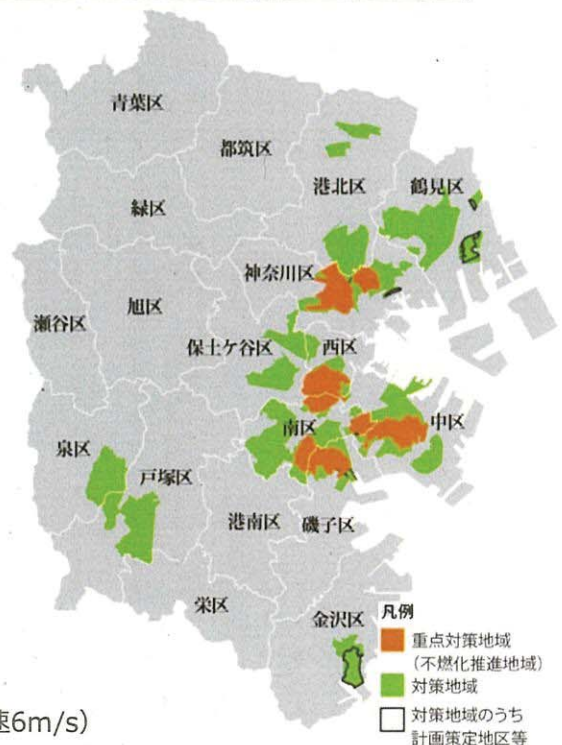 青葉区
都筑区
港北区
鶴見区
緑区
神奈川区
旭区
瀬谷区
保土ケ谷区
西区
中区
南区
泉区
戸塚区
港南区
磯子区
栄区
金沢区
凡例
重点対策地域
(不燃化推進地域)
対策地域
対策地域のうち
計画策定地区等
速6m/s)